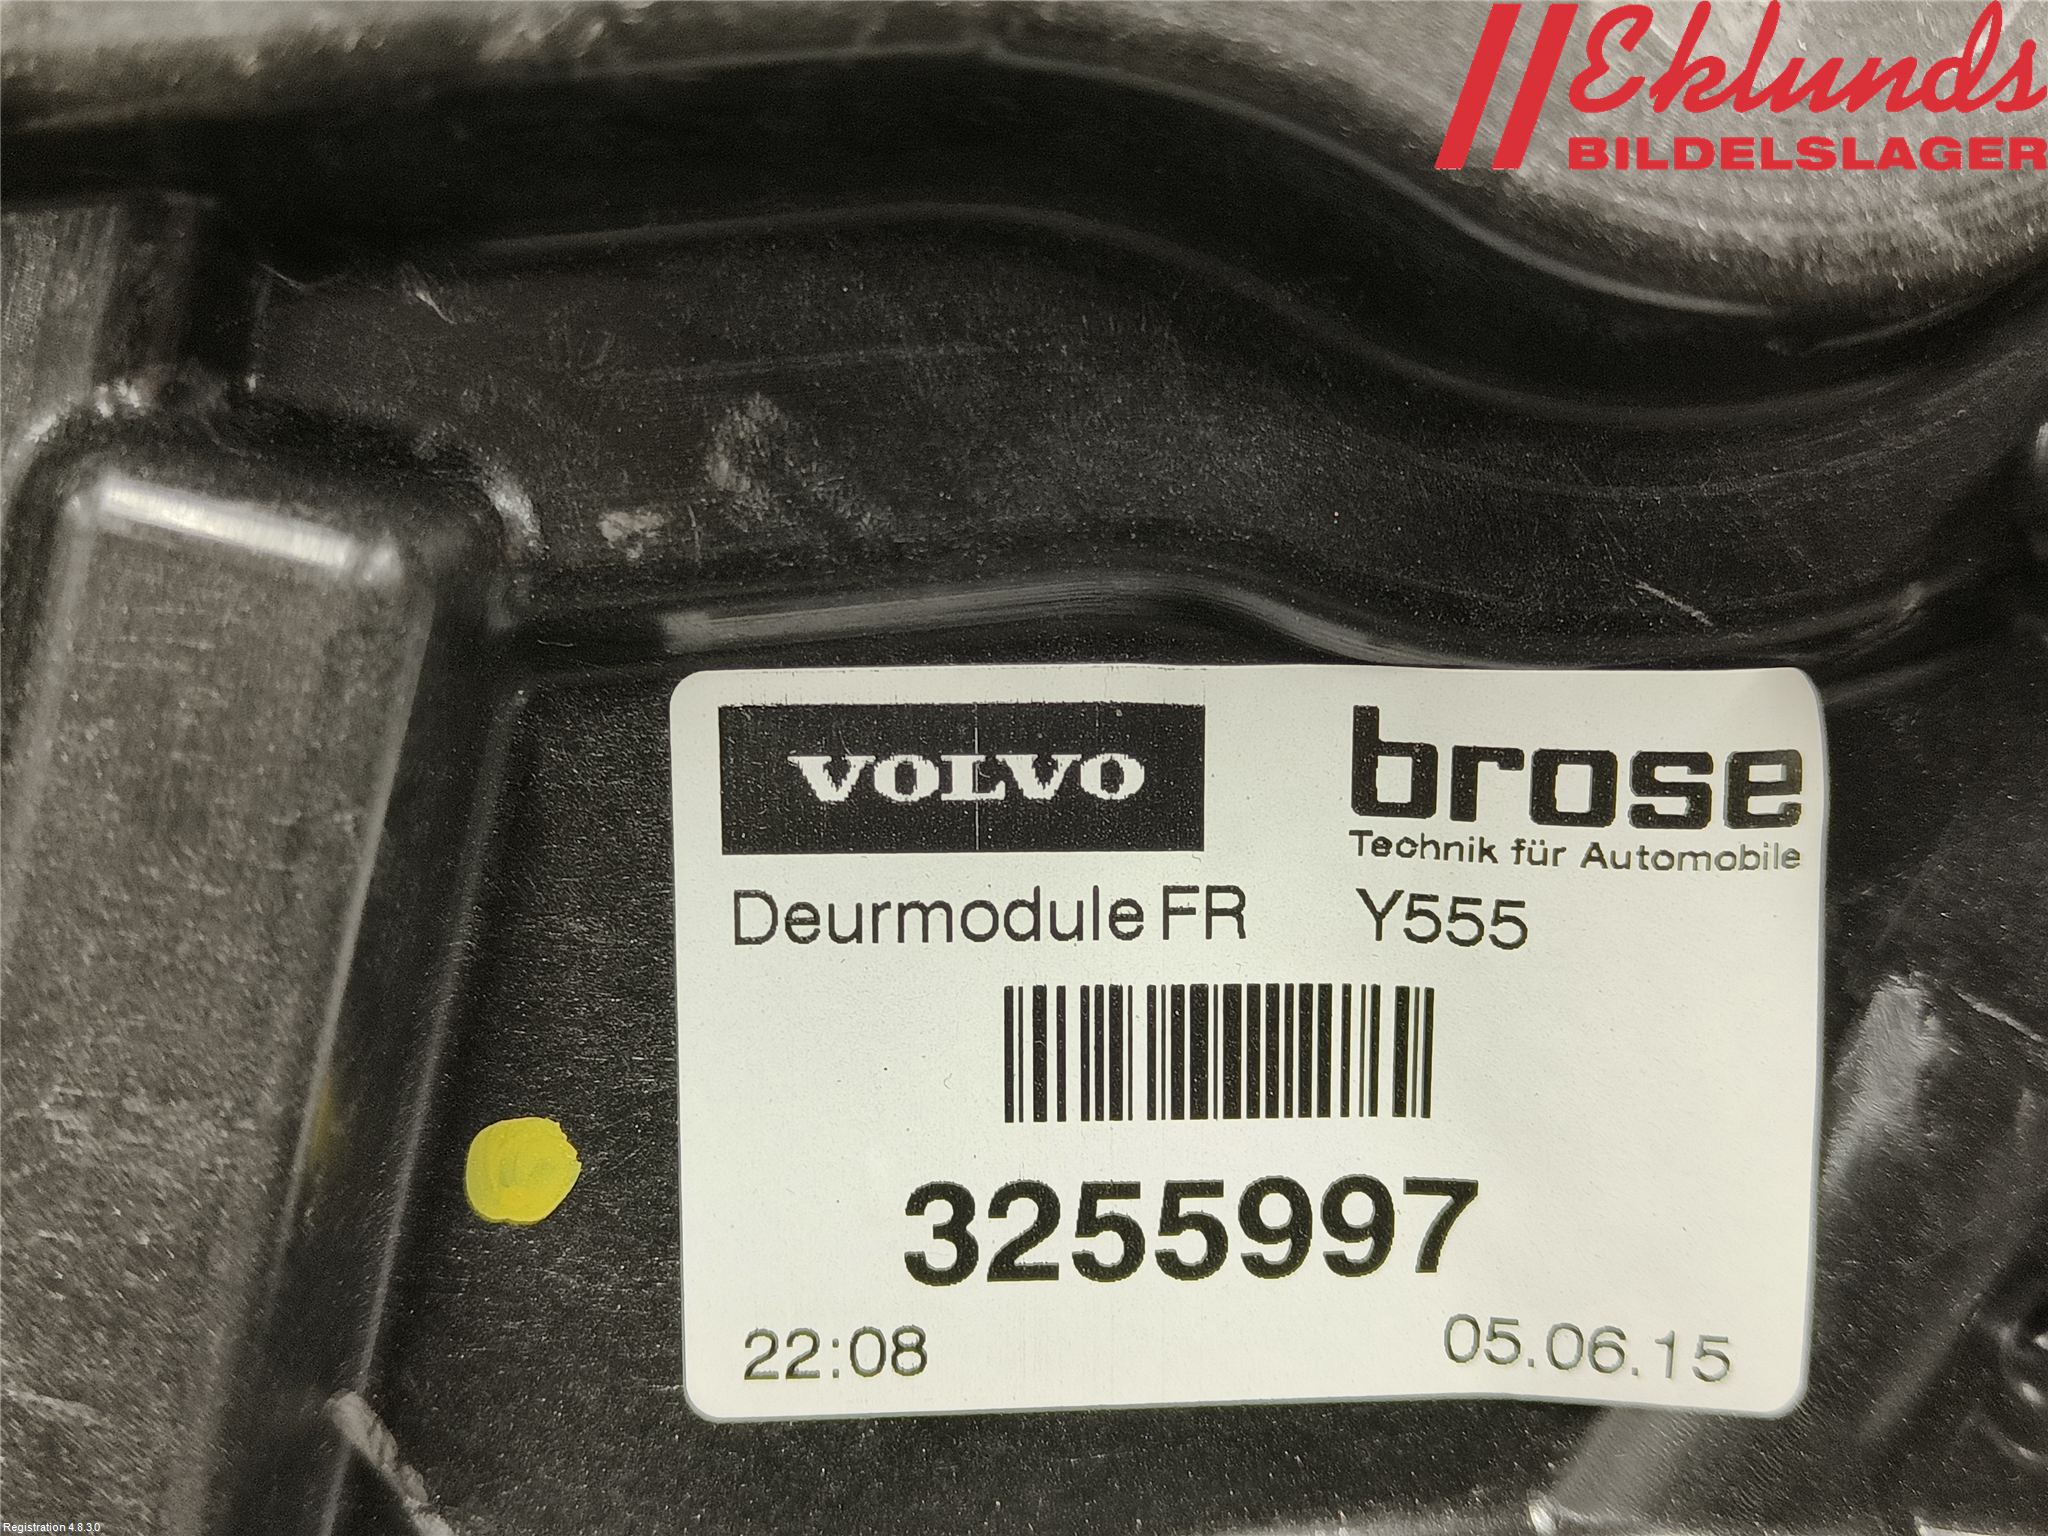 Eklunds
BILDELSLAGER
VOLVO
brose
Technik für Automobile
Deurmodule FR Y555
3255997
22:08 05.06.15
Registration 4.8.3.0